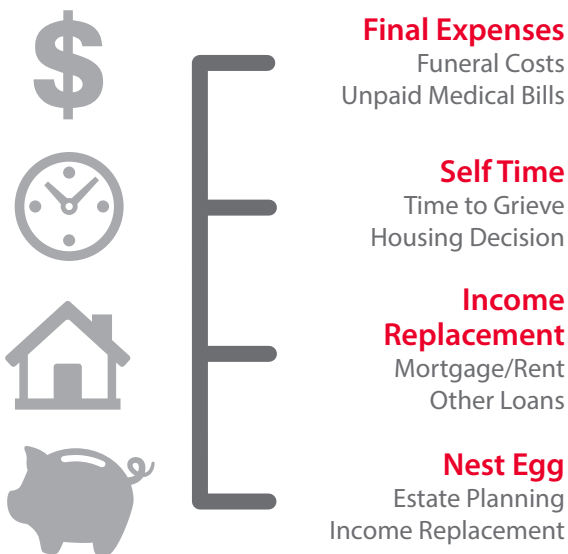 $
Final Expenses
Funeral Costs
Unpaid Medical Bills
Self Time
Time to Grieve
Housing Decision
Income
Replacement
Mortgage/Rent
Other Loans
Nest Egg
Estate Planning
Income Replacement